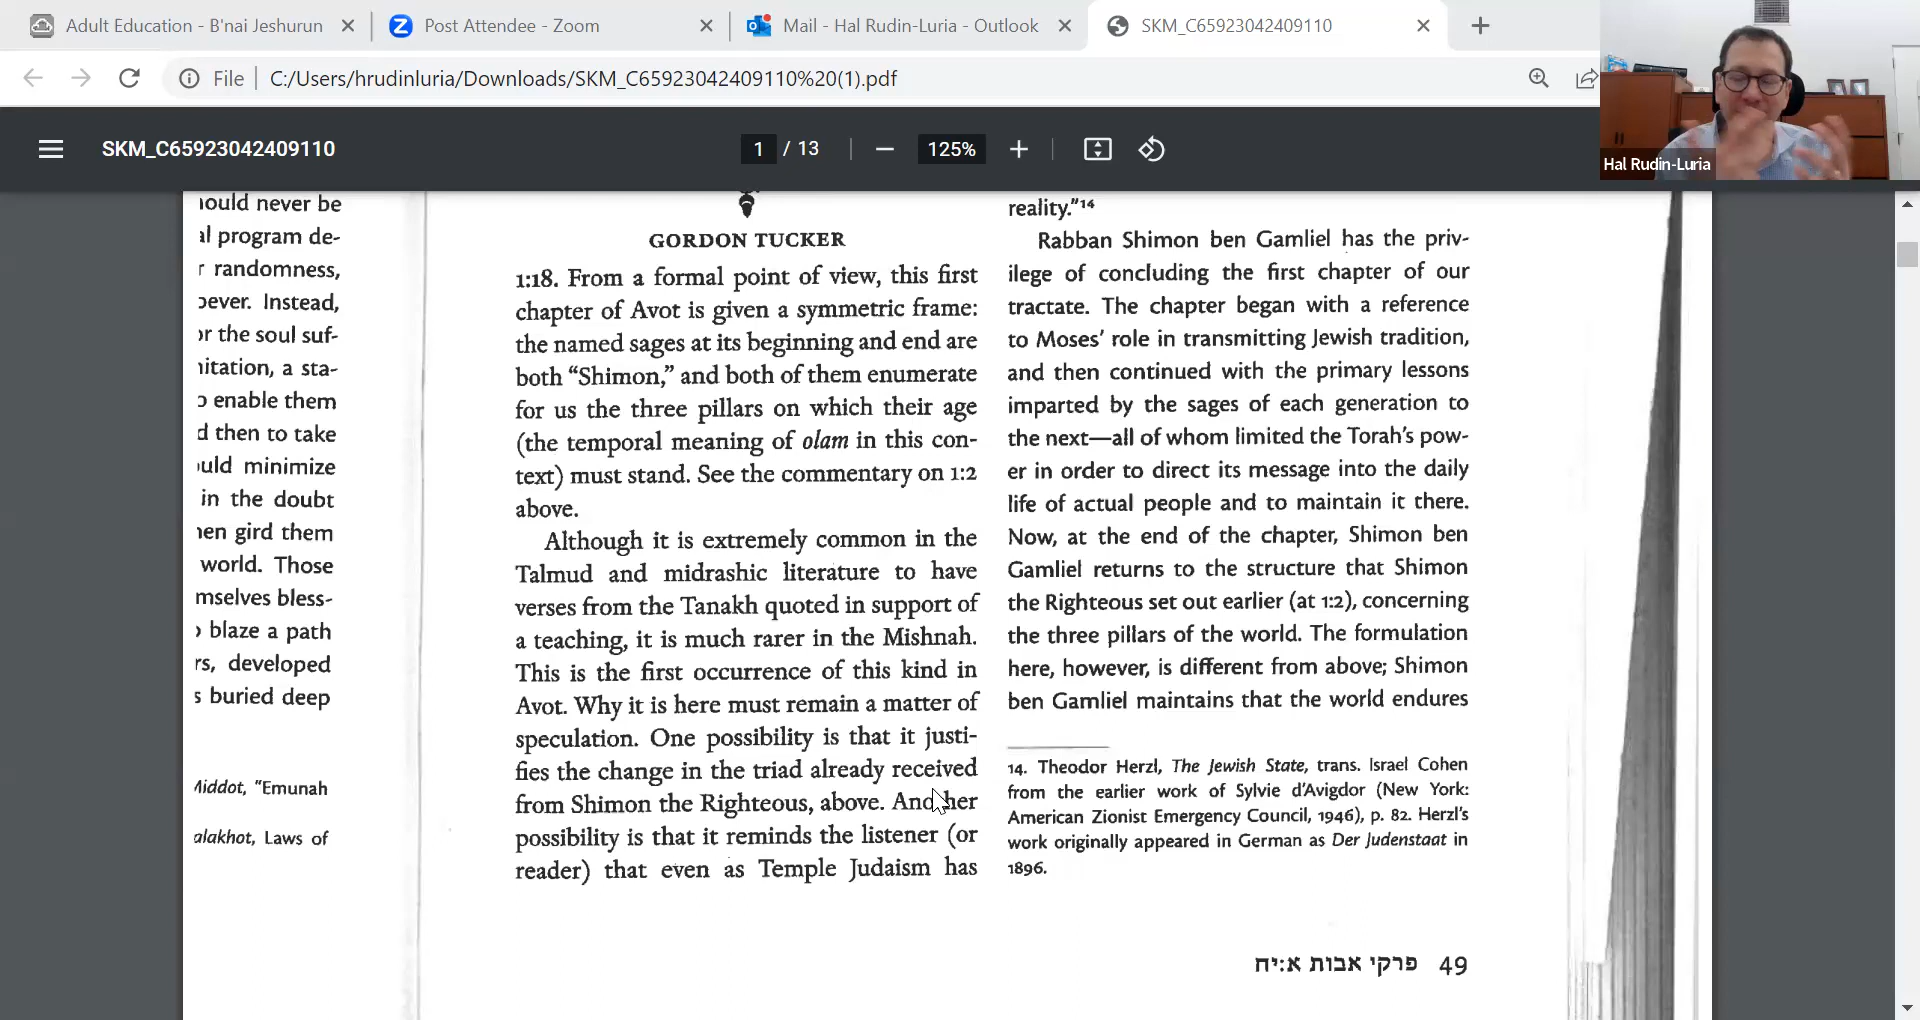 Adult Education - B'nai Jeshurun
Post Attendee - Zoom
Mail - Hal Rudin-Luria - Outlook
SKM_C65923042409110
File
C:/Users/hrudinluria/Downloads/SKM_C65923042409110%20(1).pdf
SKM_C65923042409110
1 / 13
125%
Hal Rudin-Luria
never be
program de-
randomness,
Instead,
the soul suf-
a sta-
enable them
then to take
minimize
in the doubt
gird them
world. Those
bless-
blaze a path
developed
buried deep
"Emunah
Laws of
GORDON TUCKER
1:18. From a formal point of view, this first
chapter of Avot is given a symmetric frame:
the named sages at its beginning and end are
both “Shimon,” and both of them enumerate
for us the three pillars on which their age
(the temporal meaning of olam in this con-
text) must stand. See the commentary on 1:2
above.
Although it is extremely common in the
Talmud and midrashic literature to have
verses from the Tanakh quoted in support of
a teaching, it is much rarer in the Mishnah.
This is the first occurrence of this kind in
Avot. Why it is here must remain a matter of
speculation. One possibility is that it justi-
fies the change in the triad already received
from Shimon the Righteous, above. Another
possibility is that it reminds the listener (or
reader) that even as Temple Judaism has
reality.”14
Rabban Shimon ben Gamliel has the priv-
ilege of concluding the first chapter of our
tractate. The chapter began with a reference
to Moses’ role in transmitting Jewish tradition,
and then continued with the primary lessons
imparted by the sages of each generation to
the next—all of whom limited the Torah’s pow-
er in order to direct its message into the daily
life of actual people and to maintain it there.
Now, at the end of the chapter, Shimon ben
Gamliel returns to the structure that Shimon
the Righteous set out earlier (at 1:2), concerning
the three pillars of the world. The formulation
here, however, is different from above; Shimon
ben Gamliel maintains that the world endures
14. Theodor Herzl, The Jewish State, trans. Israel Cohen
from the earlier work of Sylvie d’Avigdor (New York:
American Zionist Emergency Council, 1946), p. 82. Herzl’s
work originally appeared in German as Der Judenstaat in
1896.
פרקי אבות א:יח 49